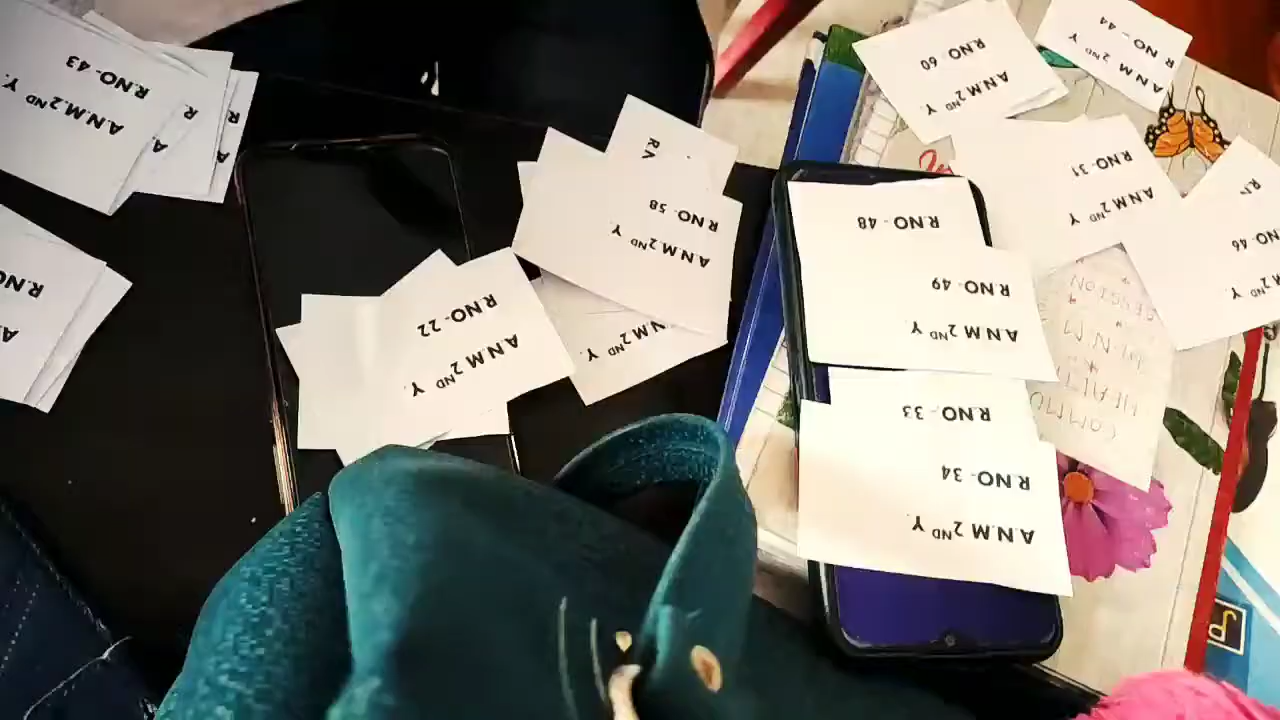 A.N.M. 2ND Y.
R.NO.-43
A.N.M 2ND Y.
R.NO.-60
A.N.M 2ND Y.
R.NO.-44
A.N.M 2ND Y
R.NO.-31
A.N.M 2ND Y.
R.NO.-46
A.N.M 2ND Y.
R.NO.-58
A.N.M 2ND Y.
A.N.M 2ND Y.
R.NO.-22
R.NO.-48
A.N.M 2ND Y.
R.NO.-49
R.NO.-33
A.N.M. 2ND Y.
R.NO.-34